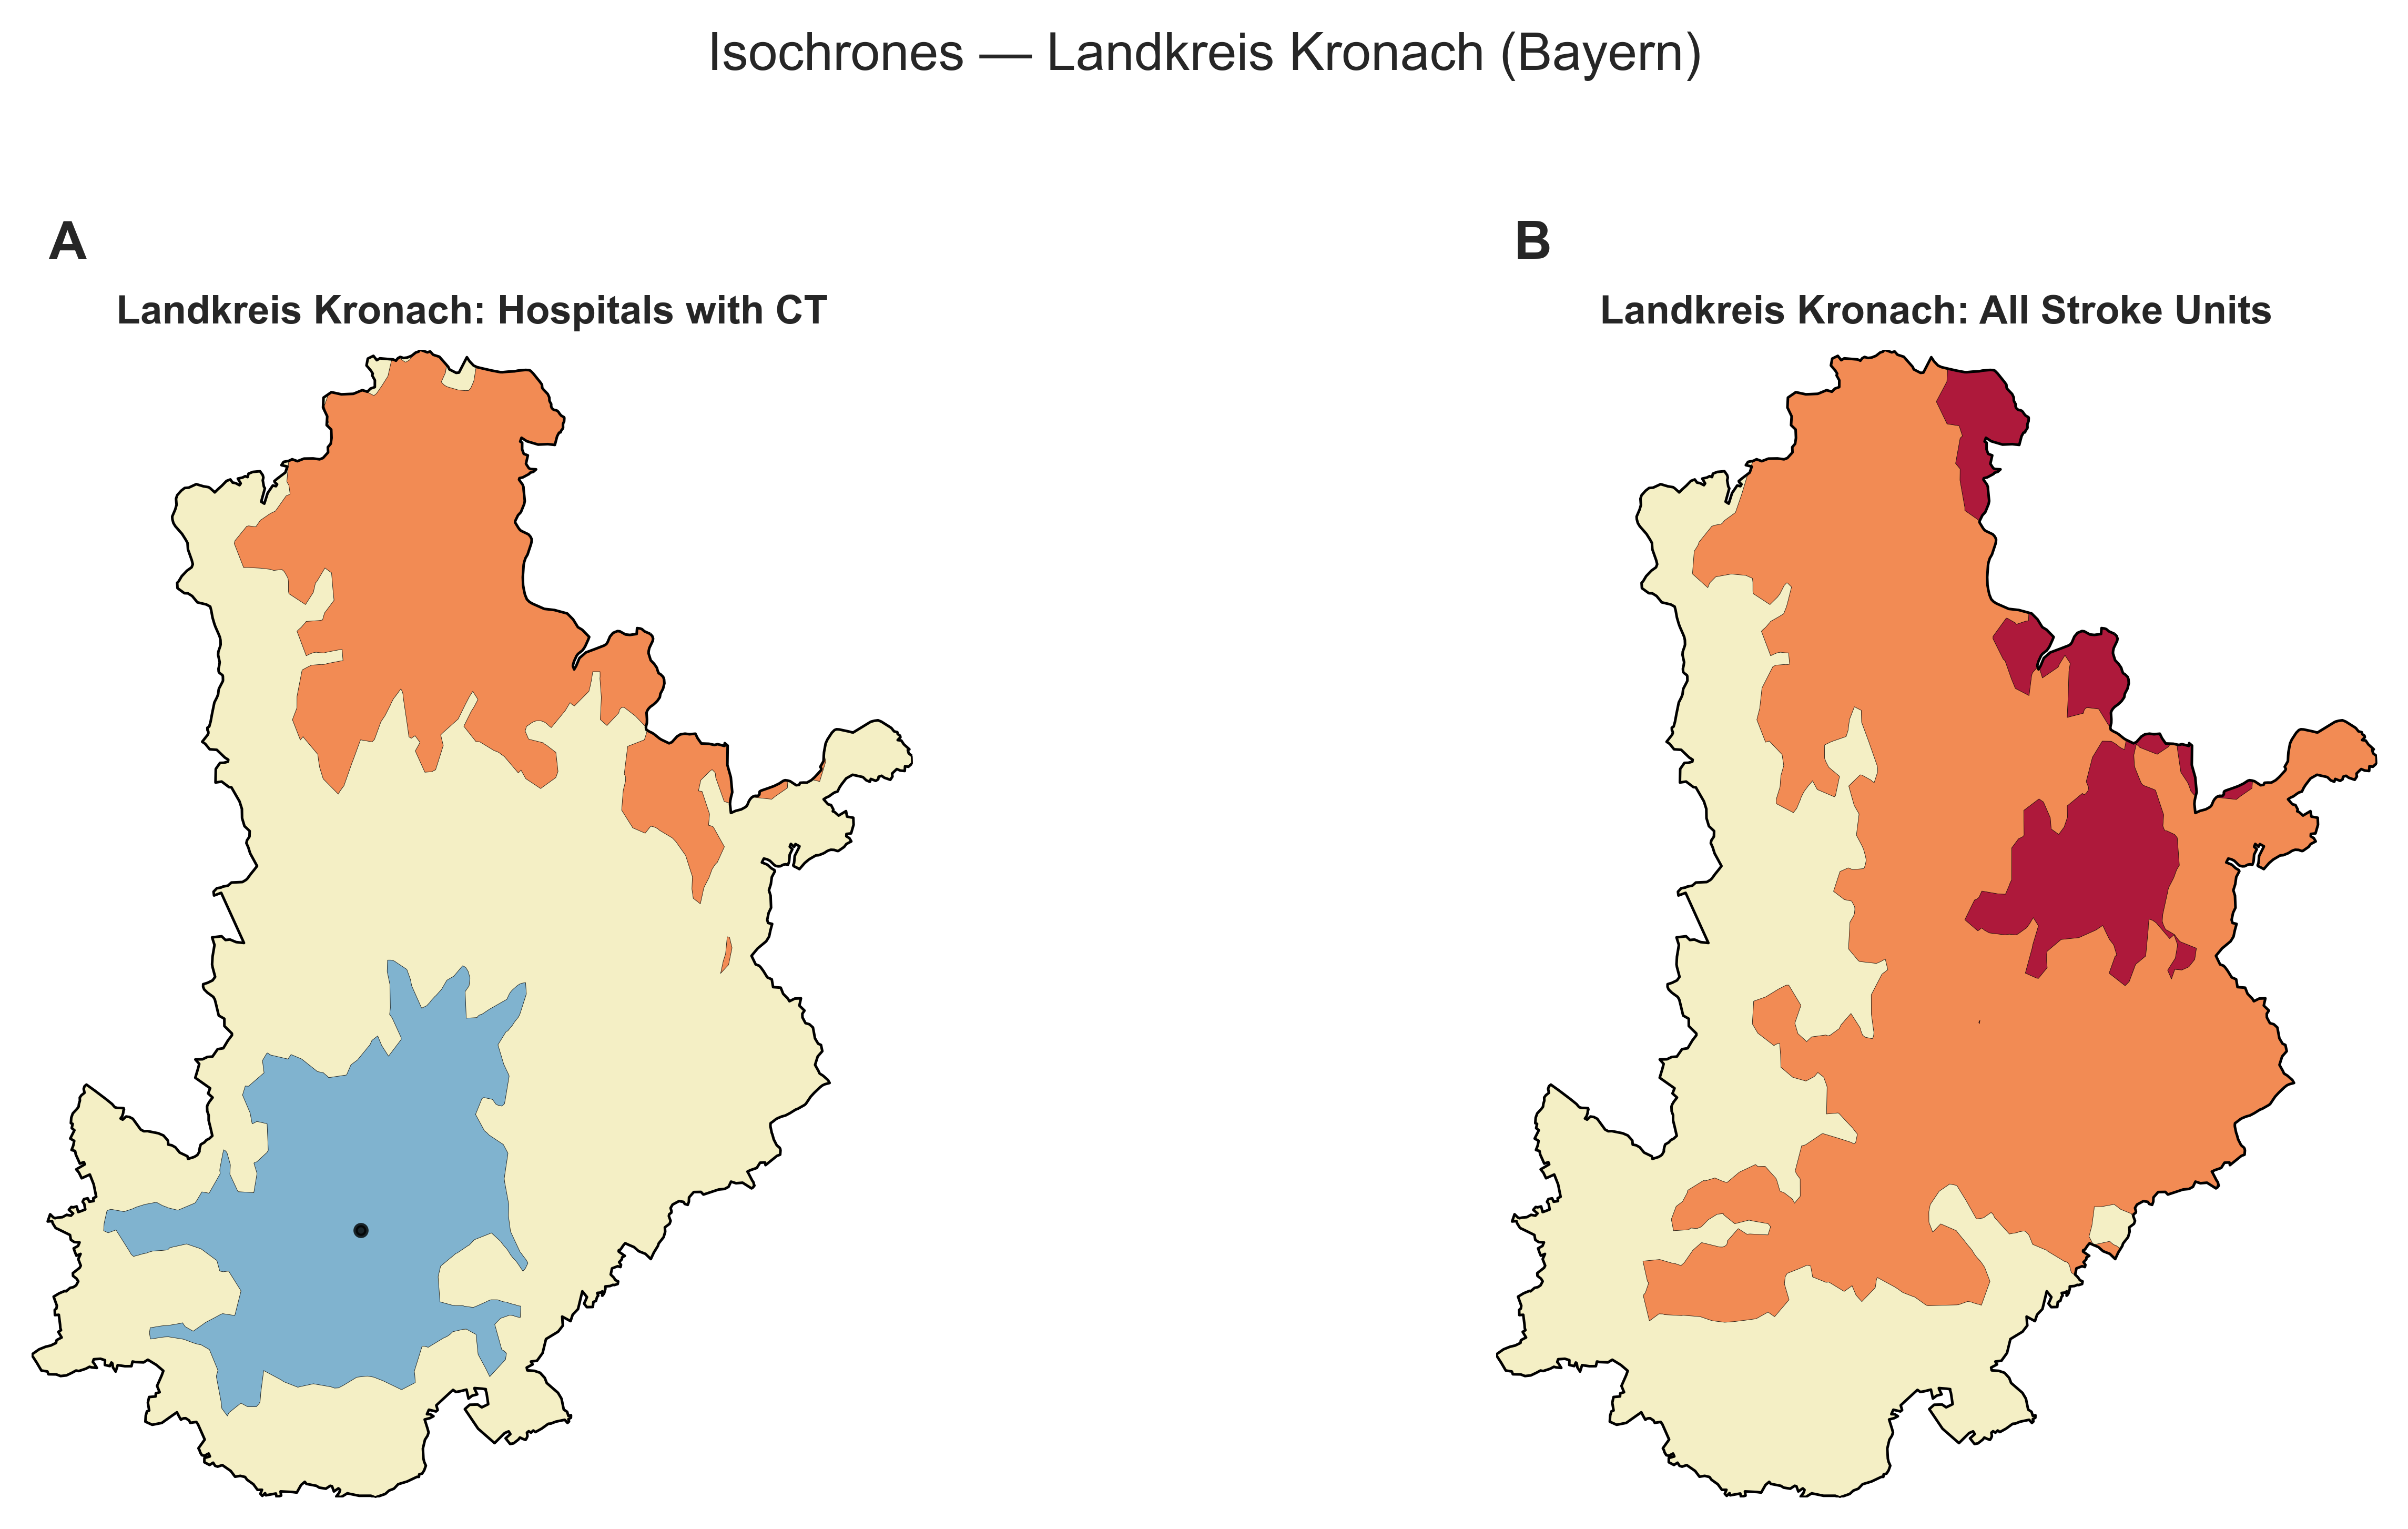 Isochrones — Landkreis Kronach (Bayern)
A
Landkreis Kronach: Hospitals with CT
B
Landkreis Kronach: All Stroke Units